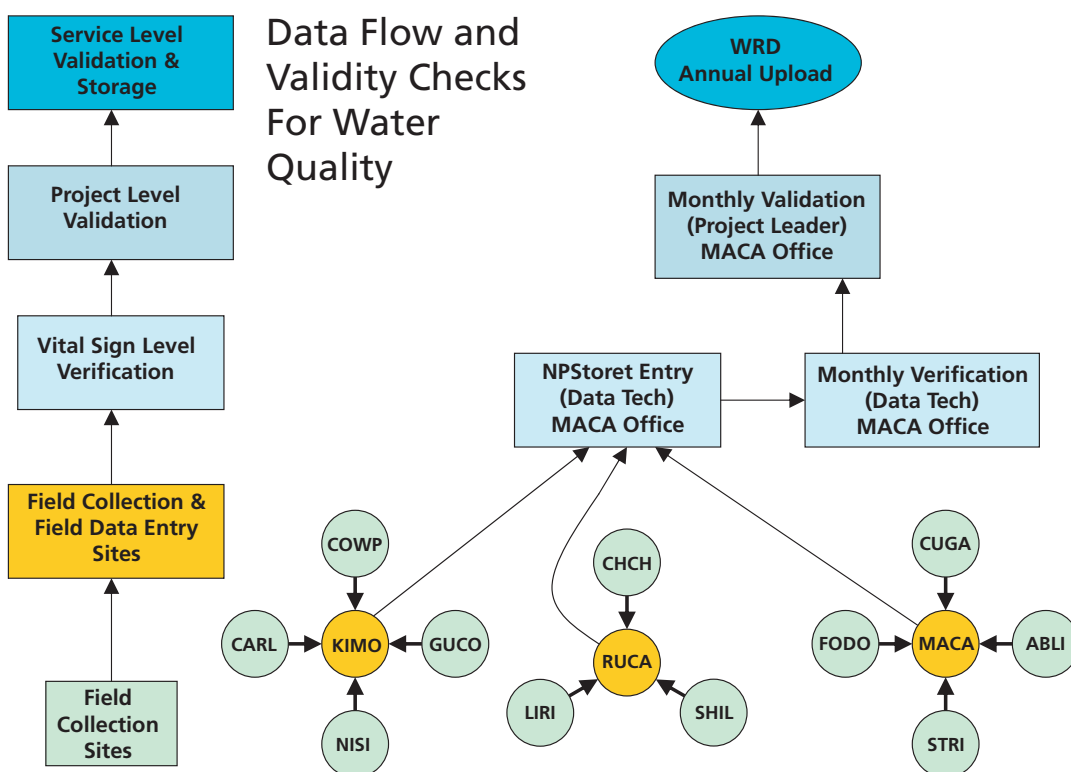 Data Flow and
Validity Checks
For Water
Quality
Service Level
Validation &
Storage
Project Level
Validation
Vital Sign Level
Verification
Field Collection &
Field Data Entry
Sites
Field
Collection
Sites
WRD
Annual Upload
Monthly Validation
(Project Leader)
MACA Office
NPStoret Entry
(Data Tech)
MACA Office
Monthly Verification
(Data Tech)
MACA Office
COWP
CARL
KIMO
GUCO
NISI
CHCH
RUCA
LIRI
SHIL
CUGA
FODO
MACA
ABLI
STRI